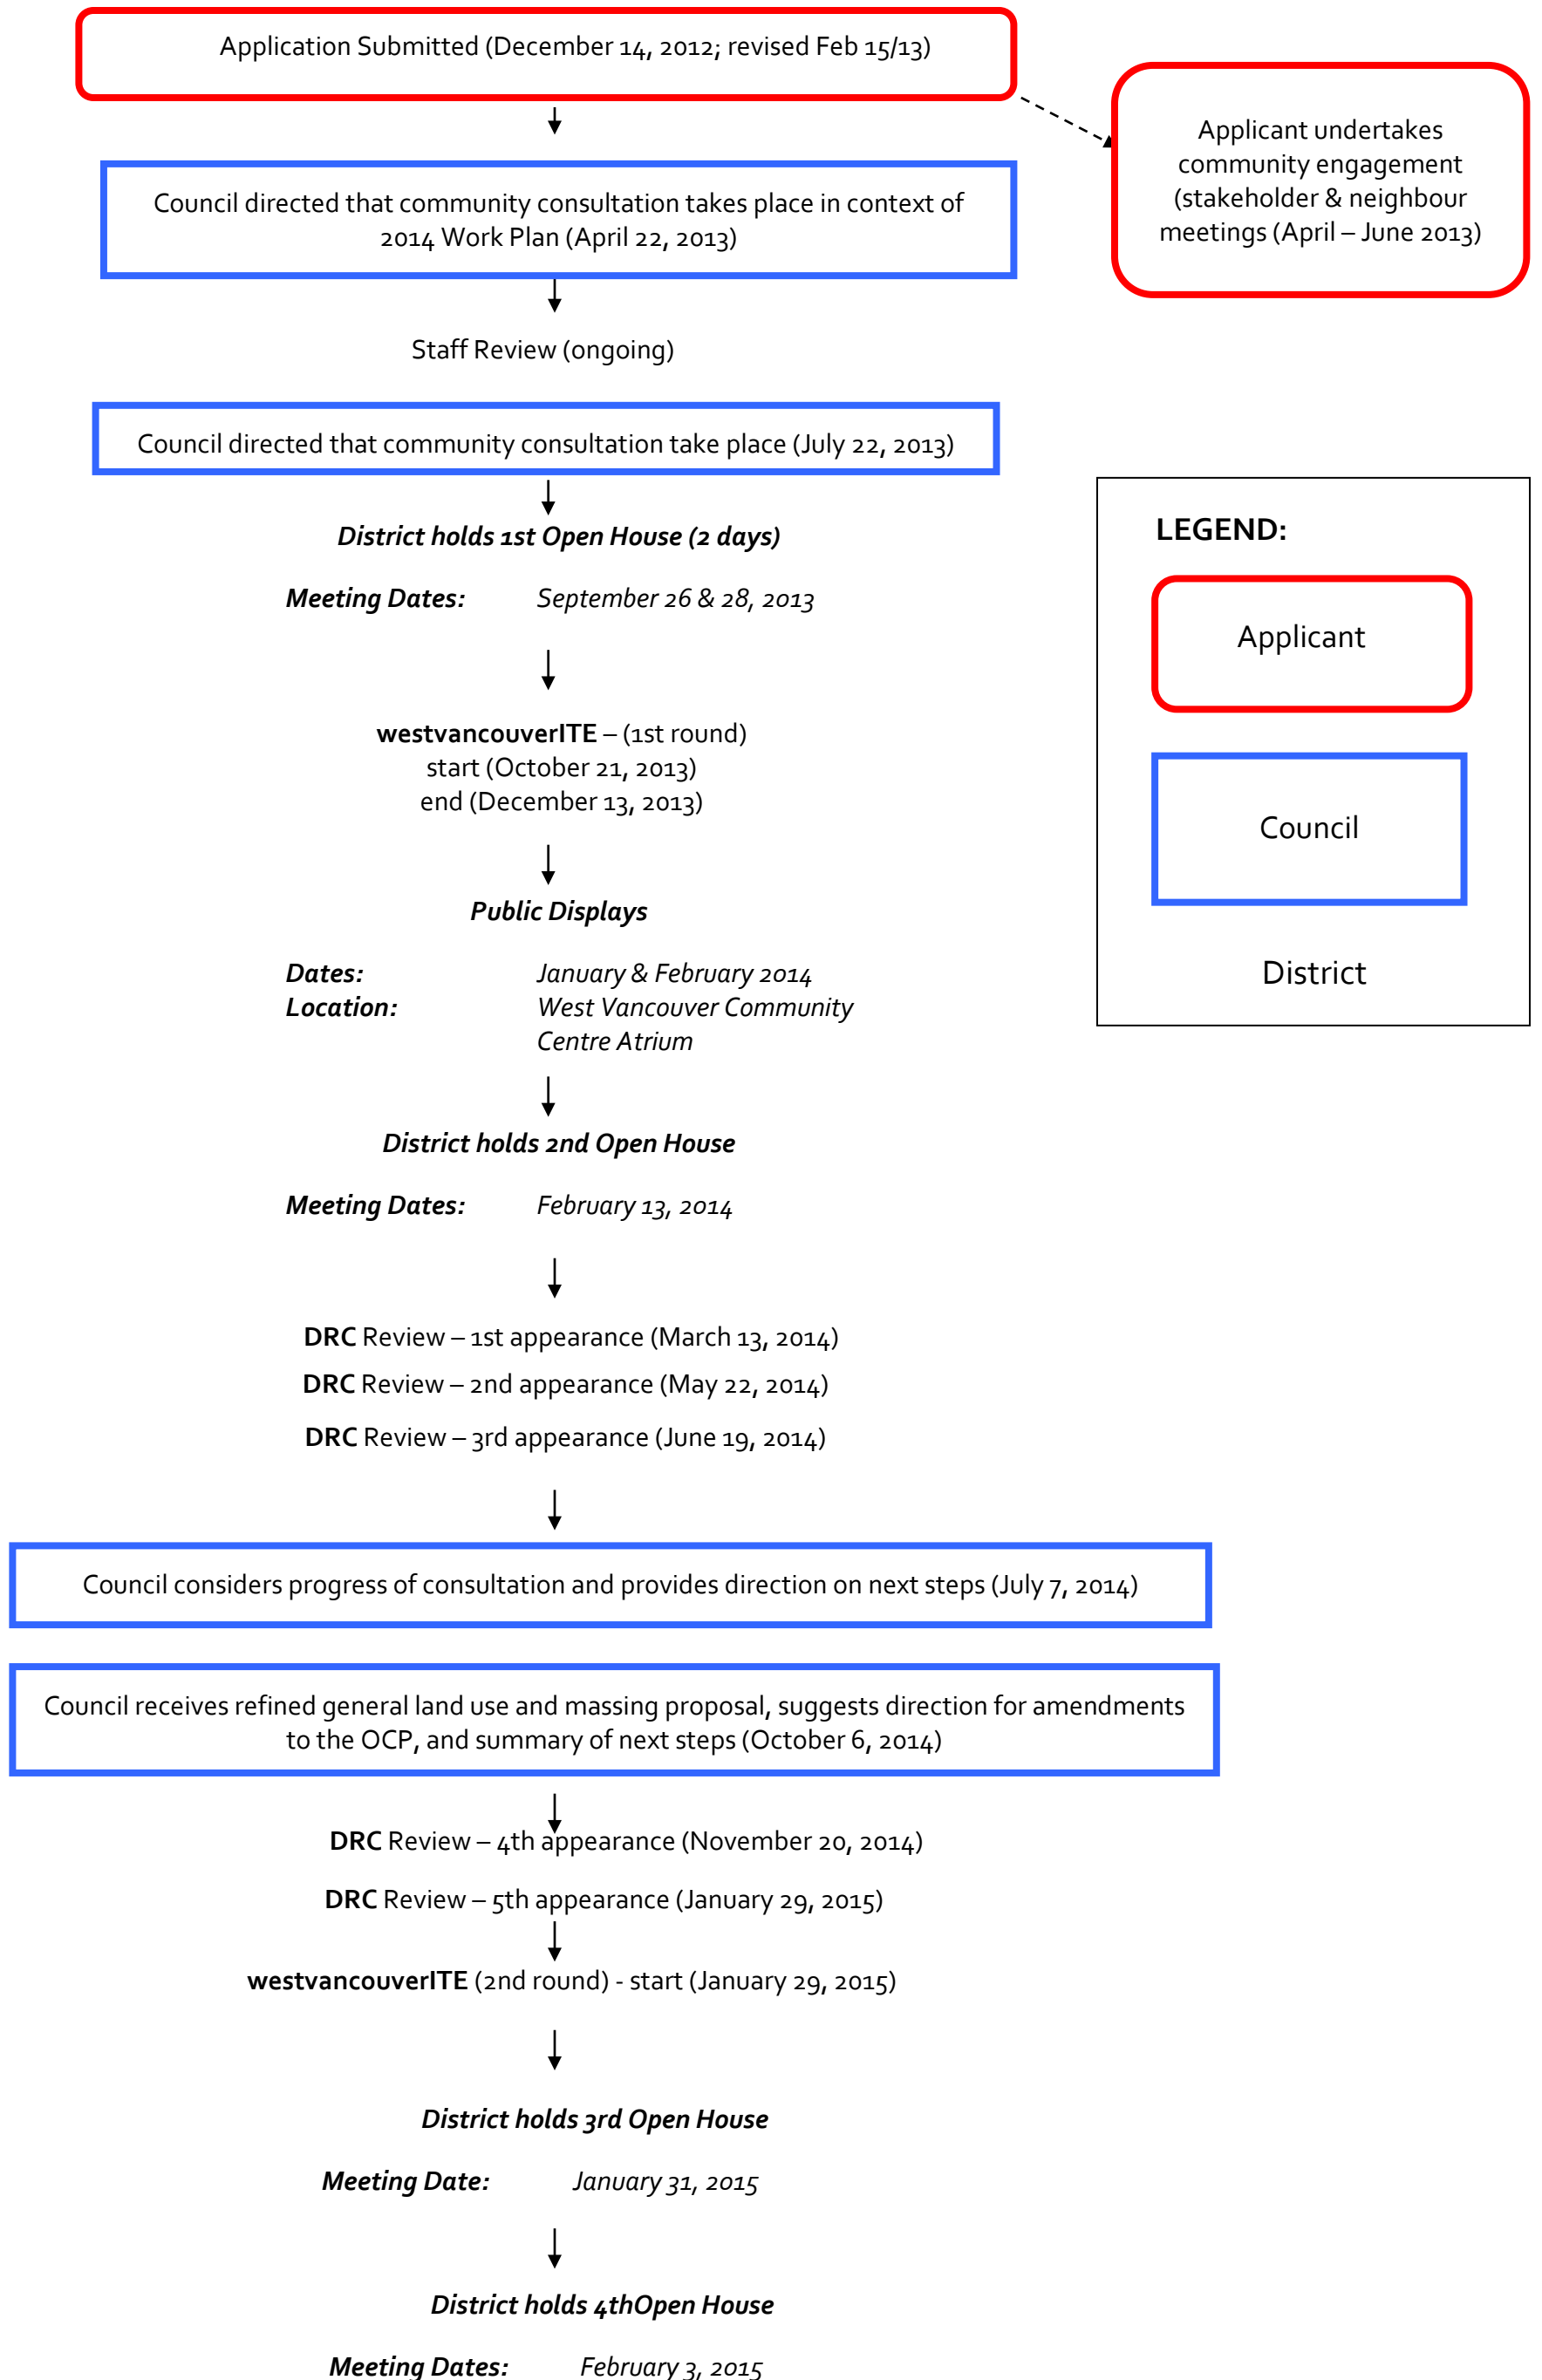 Application Submitted (December 14, 2012; revised Feb 15/13)
Applicant undertakes
community engagement
(stakeholder & neighbour
meetings (April – June 2013)
Council directed that community consultation takes place in context of
2014 Work Plan (April 22, 2013)
Staff Review (ongoing)
Council directed that community consultation take place (July 22, 2013)
District holds 1st Open House (2 days)
Meeting Dates: September 26 & 28, 2013
westvancouverITE – (1st round)
start (October 21, 2013)
end (December 13, 2013)
Public Displays
Dates: January & February 2014
Location: West Vancouver Community
Centre Atrium
LEGEND:
Applicant
Council
District
District holds 2nd Open House
Meeting Dates: February 13, 2014
DRC Review – 1st appearance (March 13, 2014)
DRC Review – 2nd appearance (May 22, 2014)
DRC Review – 3rd appearance (June 19, 2014)
Council considers progress of consultation and provides direction on next steps (July 7, 2014)
Council receives refined general land use and massing proposal, suggests direction for amendments
to the OCP, and summary of next steps (October 6, 2014)
DRC Review – 4th appearance (November 20, 2014)
DRC Review – 5th appearance (January 29, 2015)
westvancouverITE (2nd round) - start (January 29, 2015)
District holds 3rd Open House
Meeting Date: January 31, 2015
District holds 4thOpen House
Meeting Dates: February 3, 2015